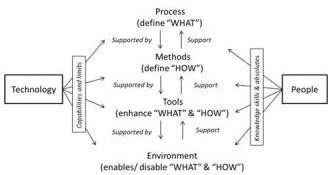 Process
(define "WHAT")
Supported by
Support
Methods
(define "HOW")
Supported by
Support
Technology
Capabilities and limits
Knowledge skills & absolutes
People
Tools
(enhance "WHAT" & "HOW")
Supported by
Support
Environment
(enables/ disable "WHAT" & "HOW")